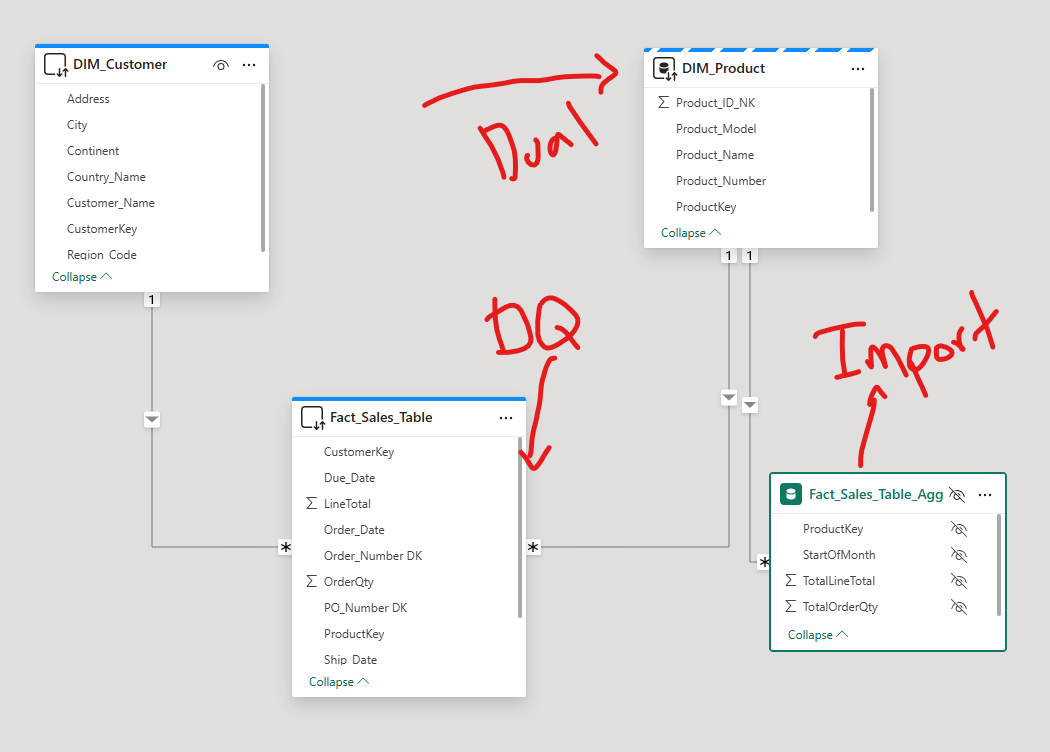 DIM_Customer
Address
City
Continent
Country_Name
Customer_Name
CustomerKey
Region_Code
Collapse
1
Dual
DIM_Product
Σ Product_ID_NK
Product_Model
Product_Name
Product_Number
ProductKey
Collapse
1 1
DQ
Import
Fact_Sales_Table
CustomerKey
Due_Date
Σ LineTotal
Order_Date
Order_Number DK
Σ OrderQty
PO_Number DK
ProductKey
Ship_Date
Collapse
* *
Fact_Sales_Table_Agg
ProductKey
StartOfMonth
Σ TotalLineTotal
Σ TotalOrderQty
Collapse
*